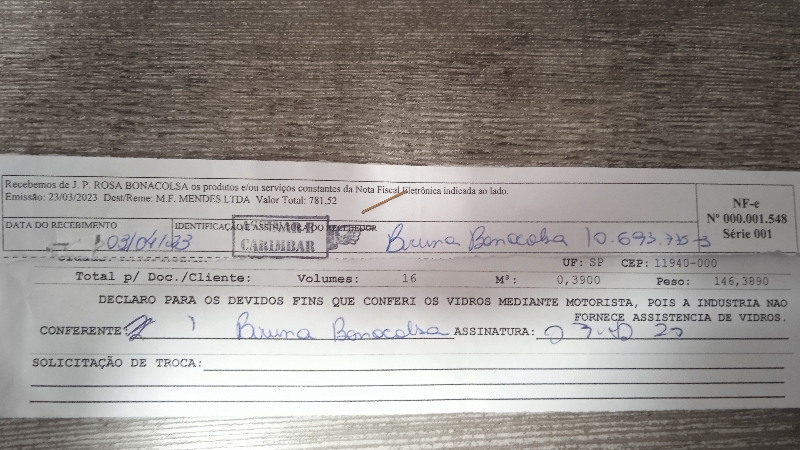 Recebemos de J. P. ROSA BONACOLSA os produtos e/ou serviços constantes da Nota Fiscal Eletrônica indicada ao lado.
Emissão: 23/03/2023 Dest/Reme: M.F. MENDES LTDA Valor Total: 781,52
NF-e
Nº 000.001.548
Série 001
DATA DO RECEBIMENTO
03/04/23
IDENTIFICAÇÃO E ASSINATURA DO RECEBEDOR
CARIMBAR
Bruna Bonacolsa 10.693.735-3
UF: SP CEP: 11940-000
Total p/ Doc./Cliente: Volumes: 16 M³: 0,3900 Peso: 146,3890
DECLARO PARA OS DEVIDOS FINS QUE CONFERI OS VIDROS MEDIANTE MOTORISTA, POIS A INDUSTRIA NAO
FORNECE ASSISTENCIA DE VIDROS.
CONFERENTE: Bruna Bonacolsa ASSINATURA:
SOLICITAÇÃO DE TROCA: